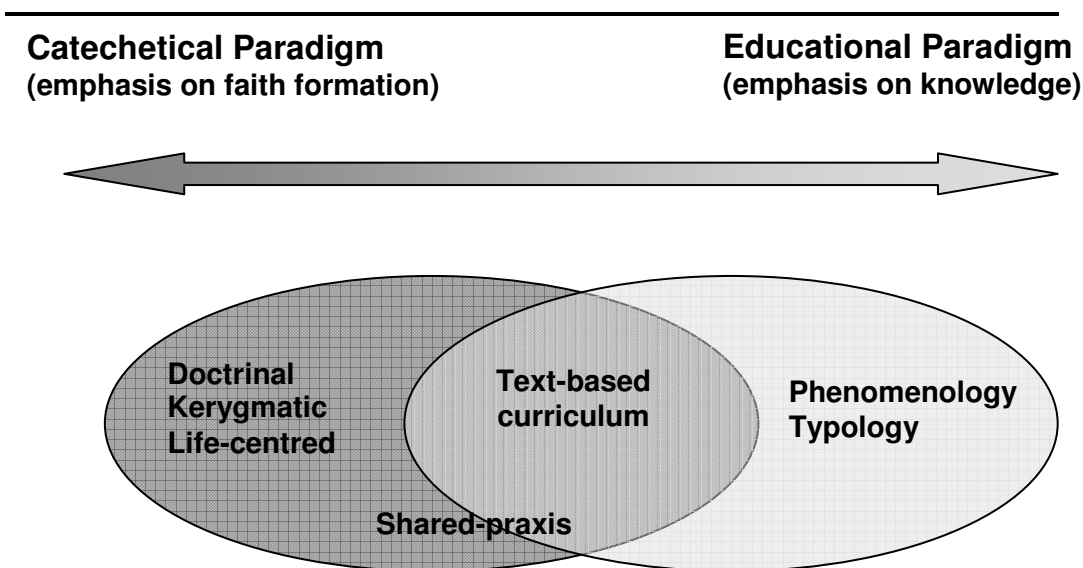 Catechetical Paradigm
(emphasis on faith formation)
Educational Paradigm
(emphasis on knowledge)
Doctrinal
Kerygmatic
Life-centred
Text-based
curriculum
Phenomenology
Typology
Shared-praxis